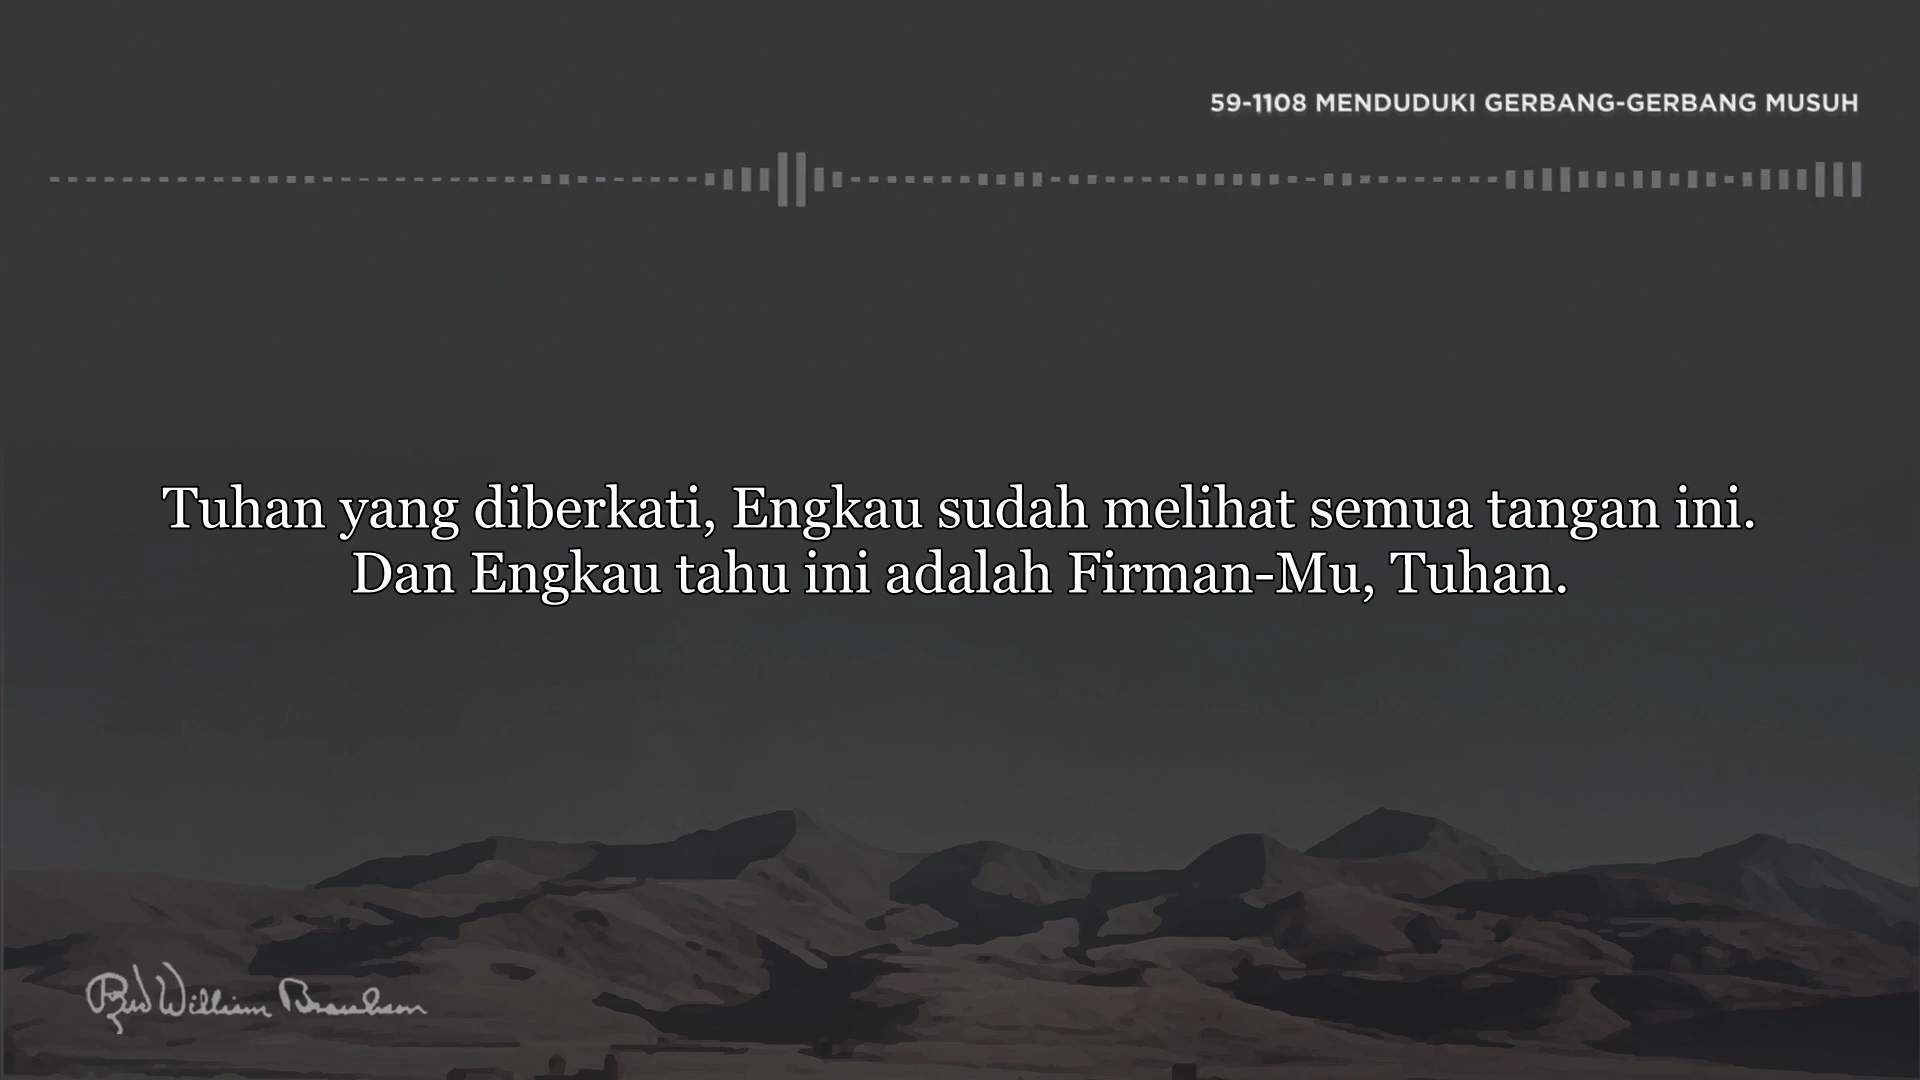 59-1108 MENDUDUKI GERBANG-GERBANG MUSUH
Tuhan yang diberkati, Engkau sudah melihat semua tangan ini.
Dan Engkau tahu ini adalah Firman-Mu, Tuhan.
Rev William Branham